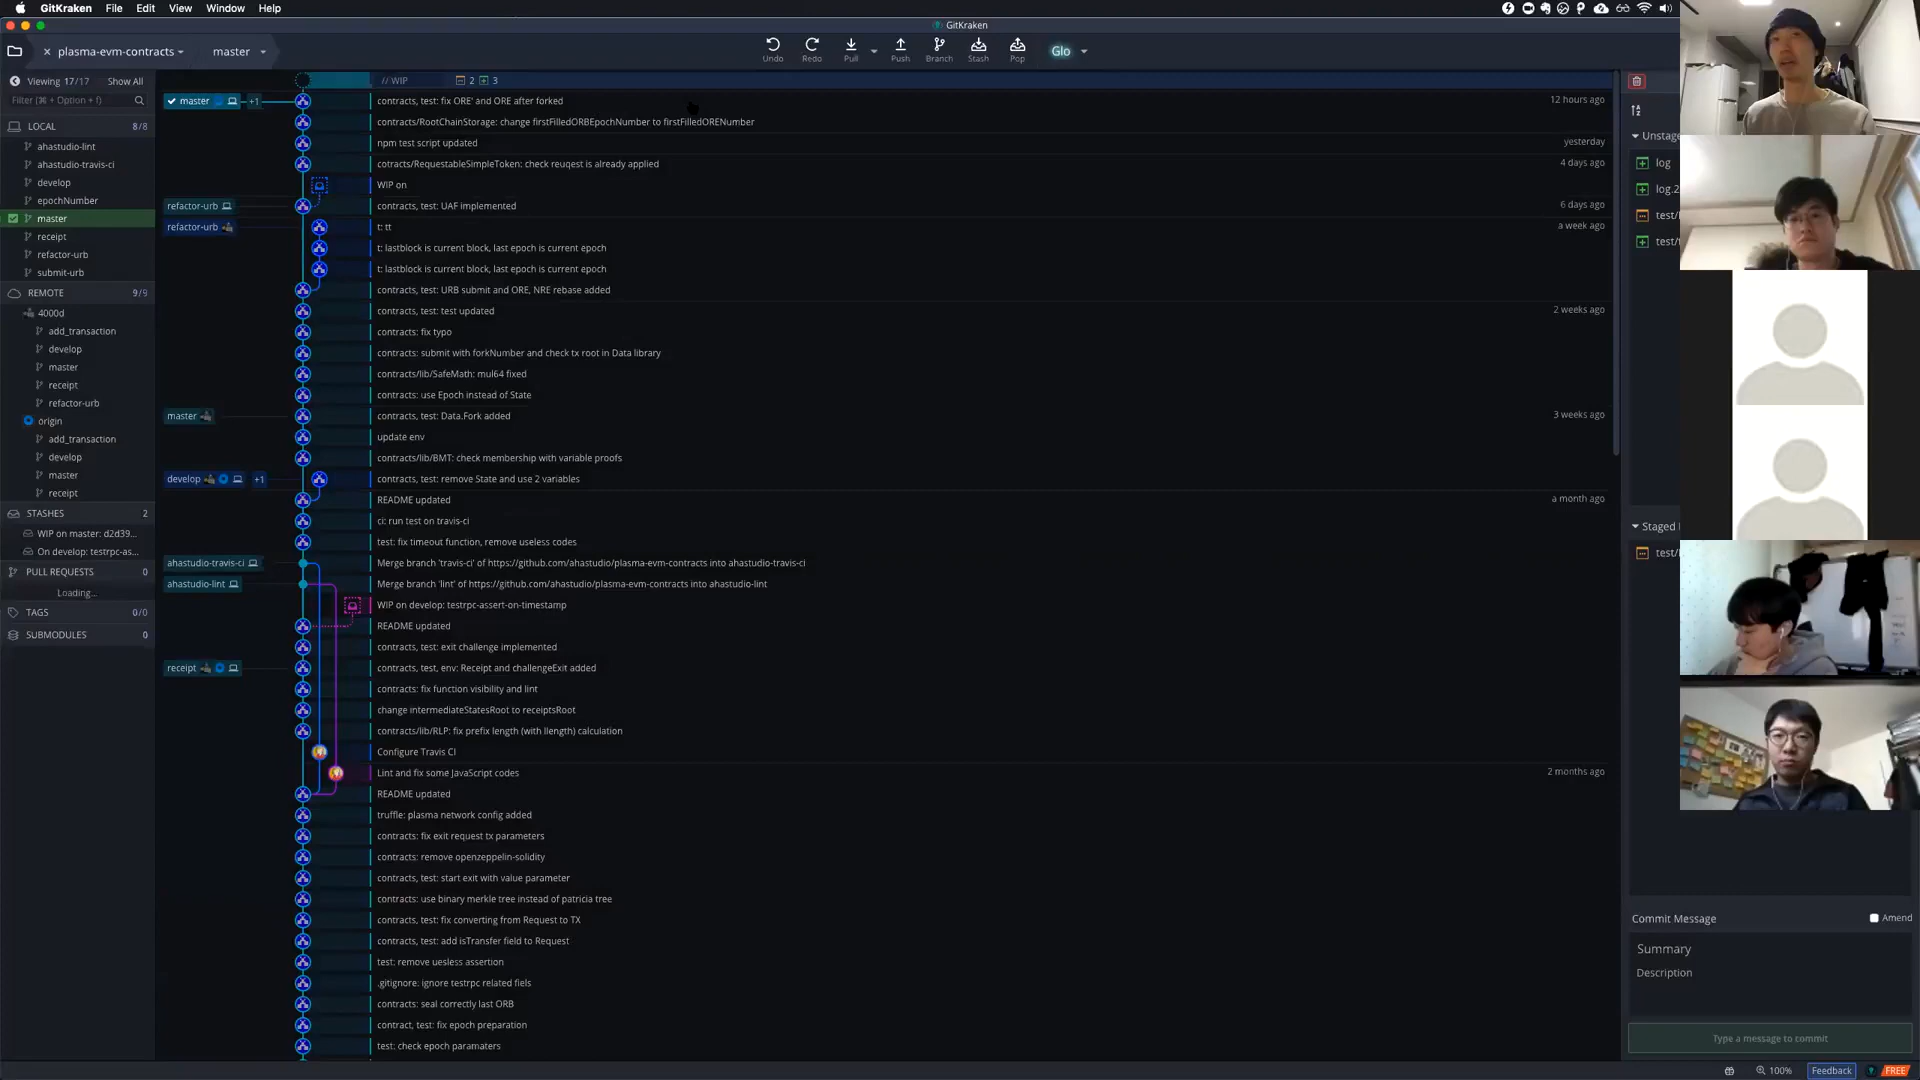 GitKraken File Edit View Window Help
GitKraken
plasma-evm-contracts master
Undo Redo Pull Push Branch Stash Pop Glo
Viewing 17/17 Show All
Filter (⌘ + Option + f)
LOCAL 8/8
ahastudio-lint
ahastudio-travis-ci
develop
epochNumber
master
receipt
refactor-urb
submit-urb
REMOTE 9/9
4000d
add_transaction
develop
master
receipt
refactor-urb
origin
add_transaction
develop
master
receipt
STASHES 2
WIP on master: d2d39...
On develop: testrpc-as...
PULL REQUESTS 0
Loading...
TAGS 0/0
SUBMODULES 0
// WIP 2 3
master +1 contracts, test: fix ORE' and ORE after forked 12 hours ago
contracts/RootChainStorage: change firstFilledORBEpochNumber to firstFilledORENumber
npm test script updated yesterday
cotracts/RequestableSimpleToken: check reuqest is already applied 4 days ago
WIP on
refactor-urb contracts, test: UAF implemented 6 days ago
refactor-urb t: tt a week ago
t: lastblock is current block, last epoch is current epoch
t: lastblock is current block, last epoch is current epoch
contracts, test: URB submit and ORE, NRE rebase added
contracts, test: test updated 2 weeks ago
contracts: fix typo
contracts: submit with forkNumber and check tx root in Data library
contracts/lib/SafeMath: mul64 fixed
contracts: use Epoch instead of State
master contracts, test: Data.Fork added 3 weeks ago
update env
contracts/lib/BMT: check membership with variable proofs
develop +1 contracts, test: remove State and use 2 variables
README updated a month ago
ci: run test on travis-ci
test: fix timeout function, remove useless codes
ahastudio-travis-ci Merge branch 'travis-ci' of https://github.com/ahastudio/plasma-evm-contracts into ahastudio-travis-ci
ahastudio-lint Merge branch 'lint' of https://github.com/ahastudio/plasma-evm-contracts into ahastudio-lint
WIP on develop: testrpc-assert-on-timestamp
README updated
contracts, test: exit challenge implemented
receipt contracts, test, env: Receipt and challengeExit added
contracts: fix function visibility and lint
change intermediateStatesRoot to receiptsRoot
contracts/lib/RLP: fix prefix length (with llength) calculation
Configure Travis CI
Lint and fix some JavaScript codes 2 months ago
README updated
truffle: plasma network config added
contracts: fix exit request tx parameters
contracts: remove openzeppelin-solidity
contracts, test: start exit with value parameter
contracts: use binary merkle tree instead of patricia tree
contracts, test: fix converting from Request to TX
contracts, test: add isTransfer field to Request
test: remove uesless assertion
.gitignore: ignore testrpc related fiels
contracts: seal correctly last ORB
contract, test: fix epoch preparation
test: check epoch paramaters
Unstag
log
log.2
test/
test/
Staged
test/
Commit Message Amend
Summary
Description
Type a message to commit
100% Feedback FREE